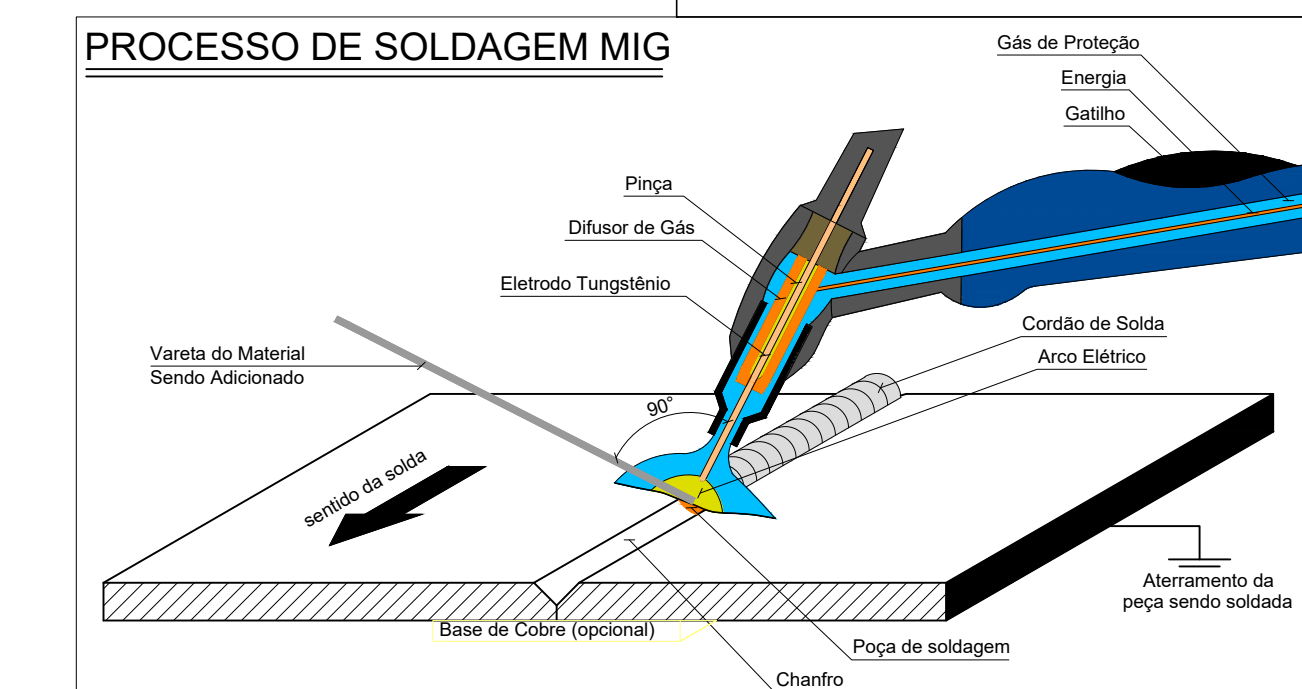 PROCESSO DE SOLDAGEM MIG
Gás de Proteção
Energia
Gatilho
Pinça
Difusor de Gás
Eletrodo Tungstênio
Cordão de Solda
Arco Elétrico
Vareta do Material
Sendo Adicionado
90°
sentido da solda
Aterramento da
peça sendo soldada
Base de Cobre (opcional)
Poça de soldagem
Chanfro